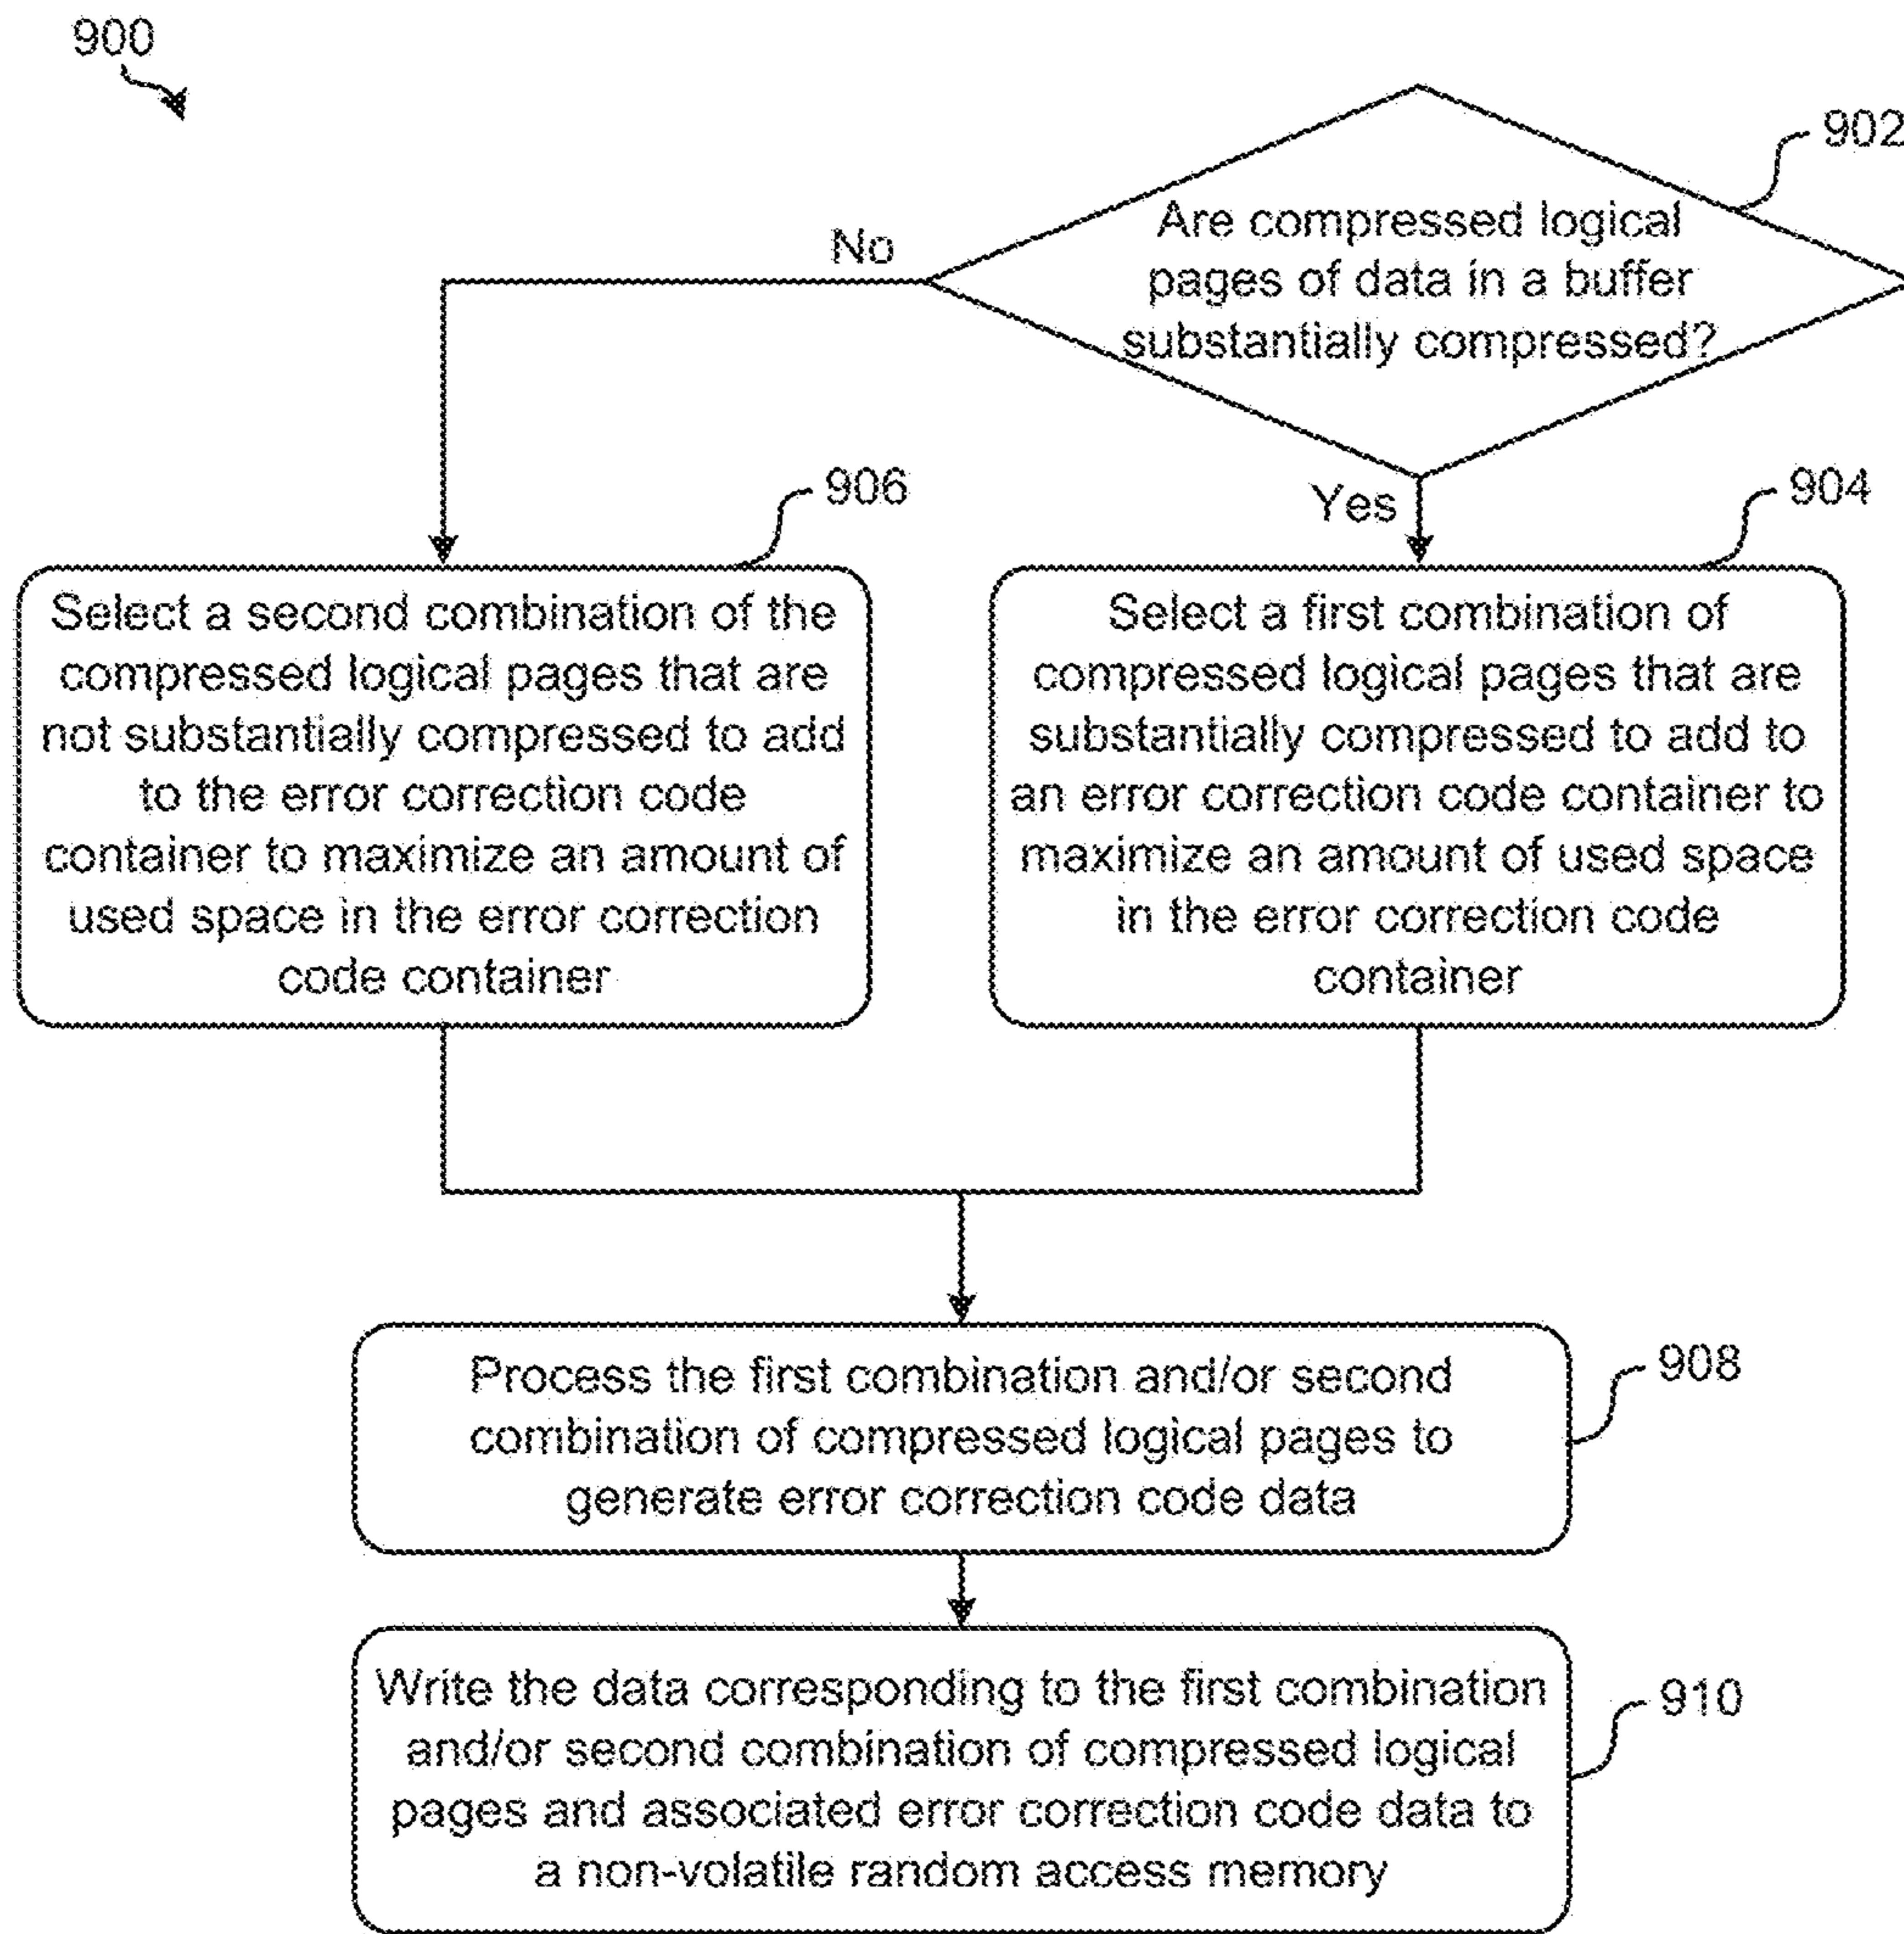 900
902
Are compressed logical
pages of data in a buffer
substantially compressed?
No
Yes
906
Select a second combination of the
compressed logical pages that are
not substantially compressed to add
to the error correction code
container to maximize an amount of
used space in the error correction
code container
904
Select a first combination of
compressed logical pages that are
substantially compressed to add to
an error correction code container to
maximize an amount of used space
in the error correction code
container
908
Process the first combination and/or second
combination of compressed logical pages to
generate error correction code data
910
Write the data corresponding to the first combination
and/or second combination of compressed logical
pages and associated error correction code data to
a non-volatile random access memory